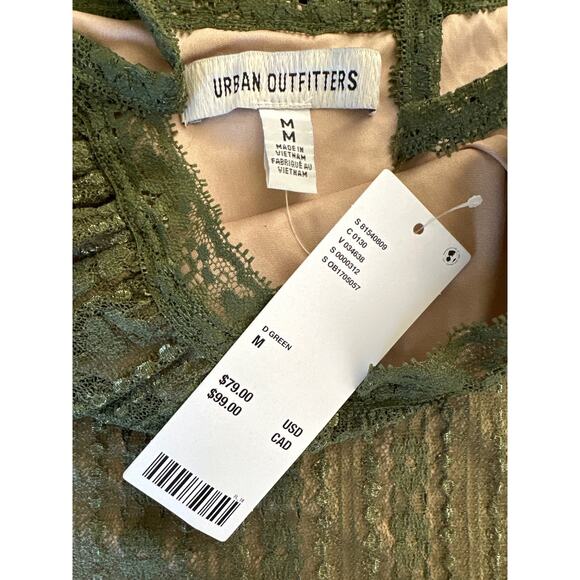 URBAN OUTFITTERS
M
M
MADE IN
VIETNAM
FABRIQUÉ AU
VIETNAM
S 81540809
C 0130
V 034638
S 0000312
S OB1705057
D GREEN
M
$79.00 USD
$99.00 CAD